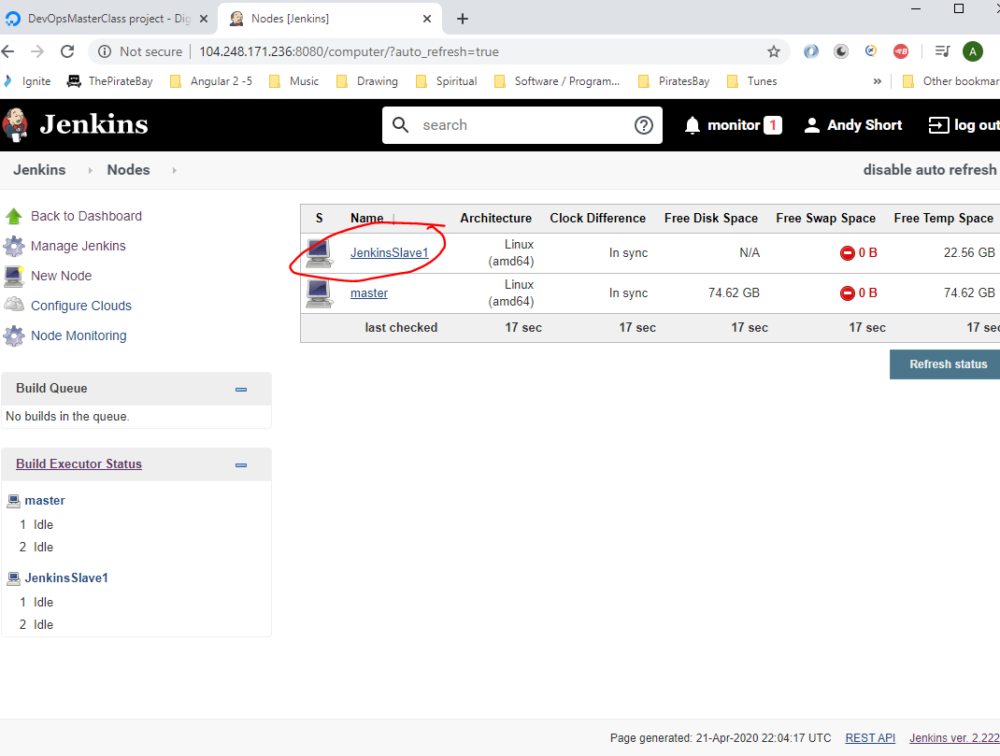 DevOpsMasterClass project - Dig
Nodes [Jenkins]
Not secure
104.248.171.236:8080/computer/?auto_refresh=true
A
Ignite
ThePirateBay
Angular 2 -5
Music
Drawing
Spiritual
Software / Program...
PiratesBay
Tunes
»
Other bookmar
Jenkins
search
monitor 1
Andy Short
log out
Jenkins
Nodes
disable auto refresh
Back to Dashboard
Manage Jenkins
New Node
Configure Clouds
Node Monitoring
S Name ↓ Architecture Clock Difference Free Disk Space Free Swap Space Free Temp Space
JenkinsSlave1 Linux (amd64) In sync N/A 0 B 22.56 GB
master Linux (amd64) In sync 74.62 GB 0 B 74.62 GB
last checked 17 sec 17 sec 17 sec 17 sec 17 sec
Refresh status
Build Queue
No builds in the queue.
Build Executor Status
master
1 Idle
2 Idle
JenkinsSlave1
1 Idle
2 Idle
Page generated: 21-Apr-2020 22:04:17 UTC REST API Jenkins ver. 2.222